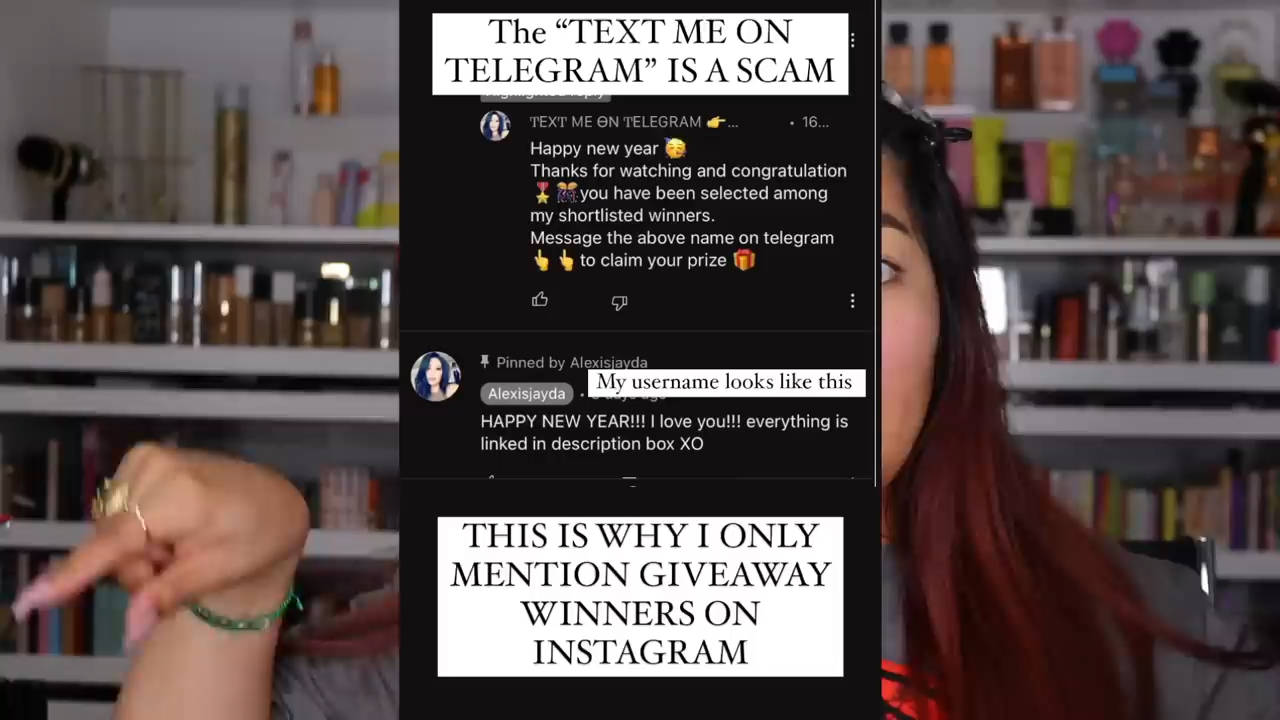 The “TEXT ME ON
TELEGRAM” IS A SCAM
Highlighted reply
TEXT ME ON TELEGRAM 👉... • 16...
Happy new year 🥳
Thanks for watching and congratulation
🎖️🎊you have been selected among
my shortlisted winners.
Message the above name on telegram
👆👆to claim your prize 🎁
Pinned by Alexisjayda
My username looks like this
Alexisjayda •
HAPPY NEW YEAR!!! I love you!!! everything is
linked in description box XO
THIS IS WHY I ONLY
MENTION GIVEAWAY
WINNERS ON
INSTAGRAM